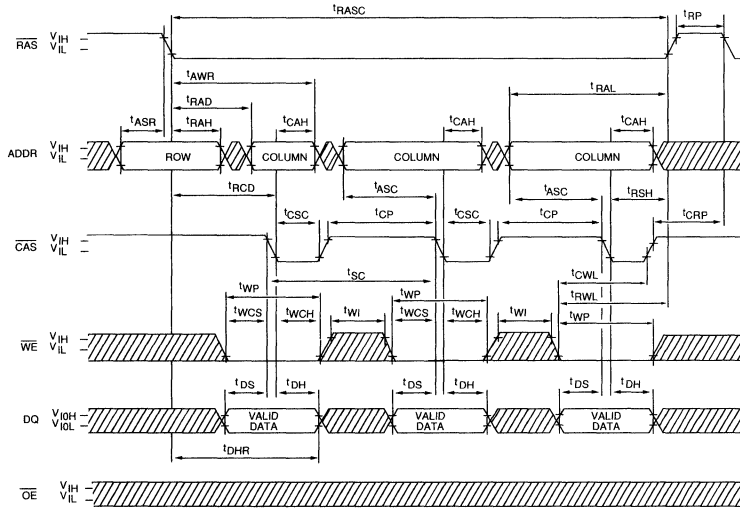 tRASC
tRP
RAS VIH
VIL
tAWR
tRAD
tRAL
tASR
tRAH
tCAH
tCAH
tCAH
ADDR VIH
VIL
ROW
COLUMN
COLUMN
COLUMN
tRCD
tASC
tASC
tRSH
tCSC
tCP
tCSC
tCP
tCRP
CAS VIH
VIL
tSC
tCWL
tRWL
tWP
tWP
tWP
tWCS
tWCH
tWI
tWCS
tWCH
tWI
WE VIH
VIL
tDS
tDH
tDS
tDH
tDS
tDH
DQ VI0H
VI0L
VALID DATA
VALID DATA
VALID DATA
tDHR
OE VIH
VIL